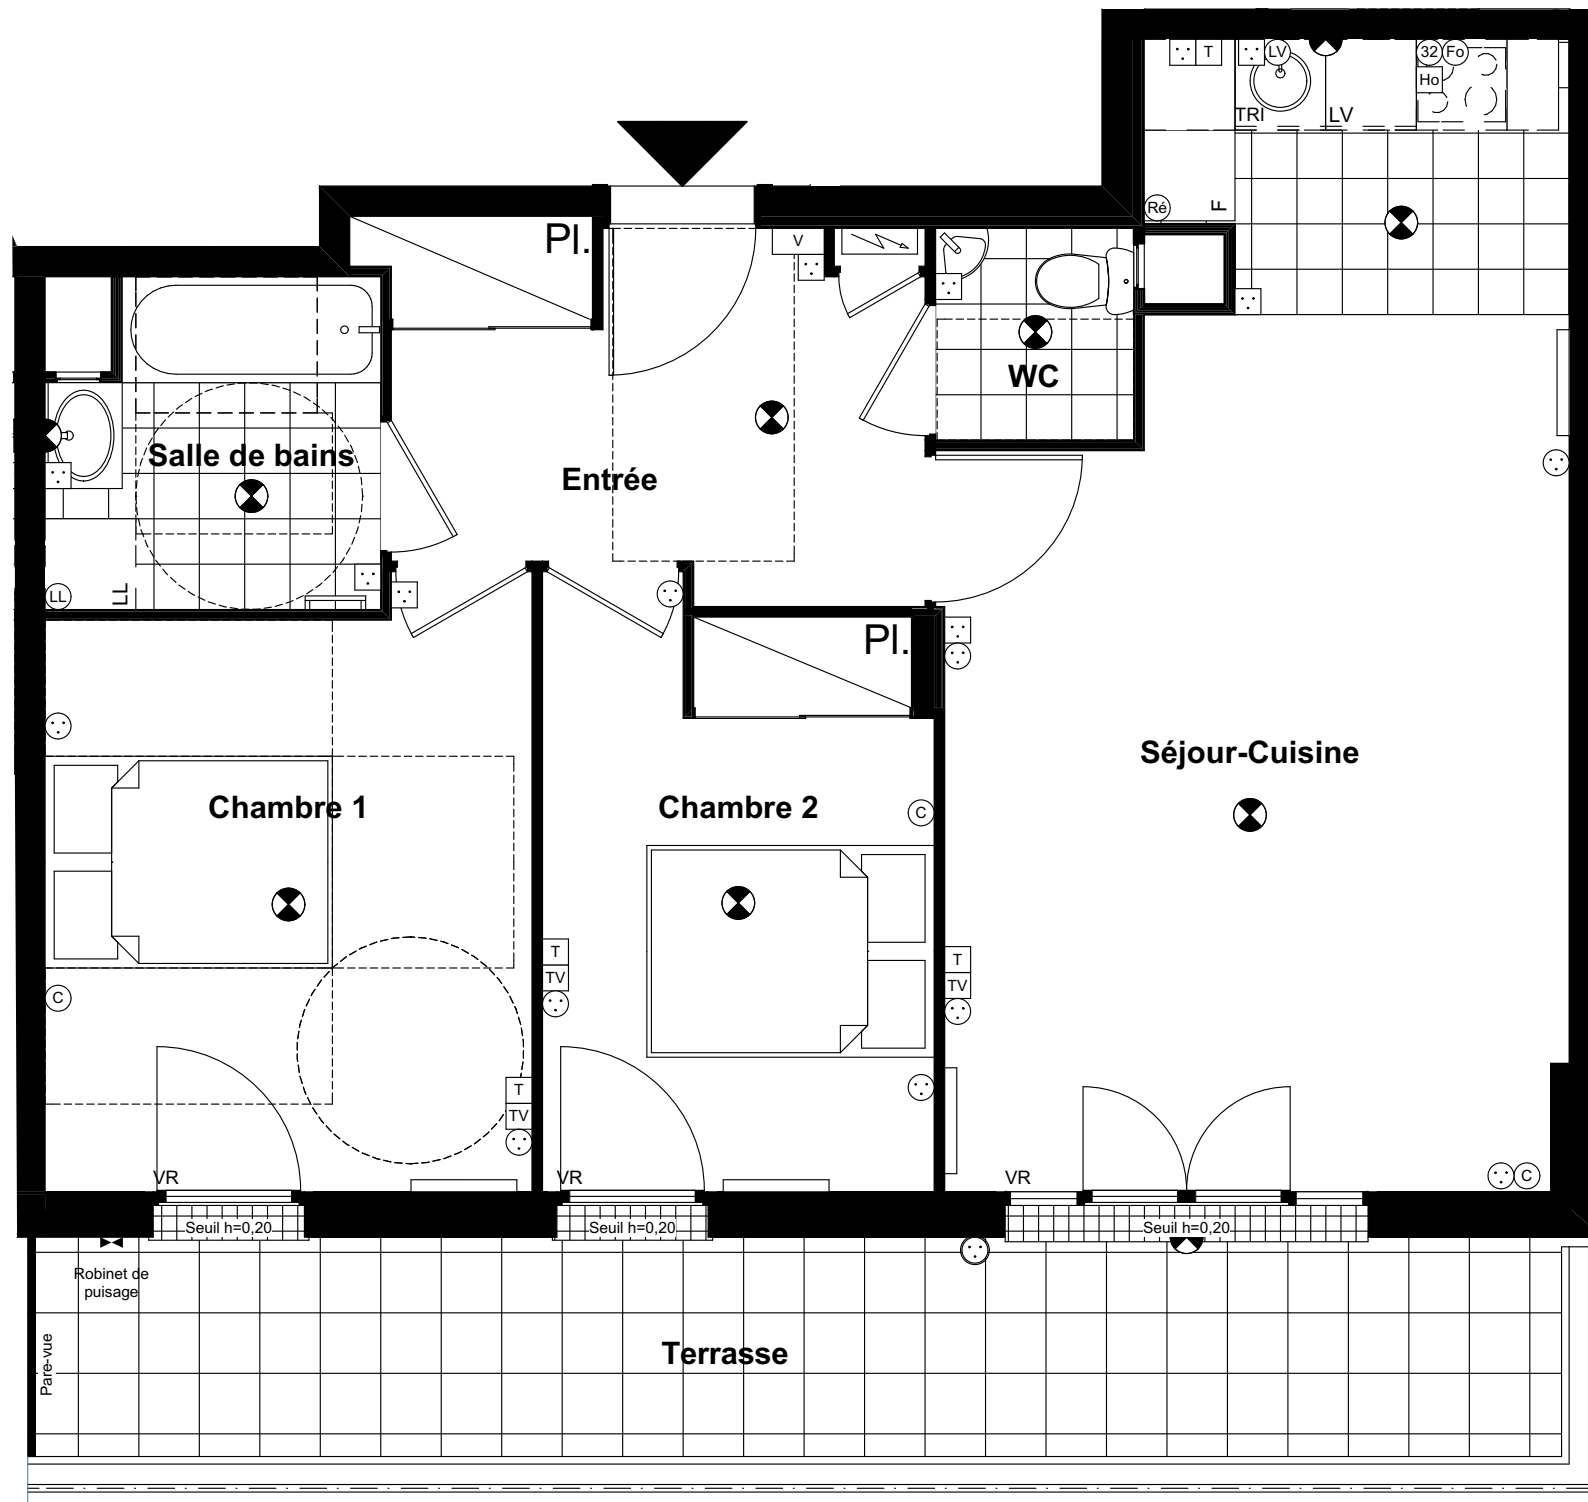 T
LV
32
Fo
Ho
TRI
LV
Ré
F
Pl.
V
WC
Salle de bains
Entrée
LL
LL
Pl.
Séjour-Cuisine
Chambre 1
Chambre 2
C
T
TV
T
TV
C
T
TV
VR
VR
VR
C
Seuil h=0,20
Seuil h=0,20
Seuil h=0,20
Robinet de
puisage
Pare-vue
Terrasse